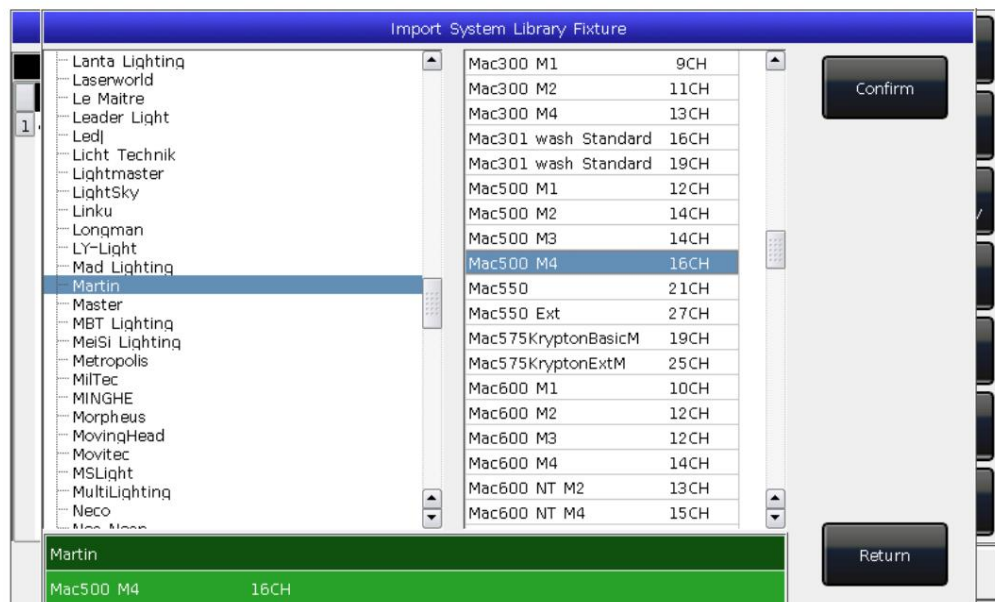 Import System Library Fixture
Lanta Lighting
Laserworld
Le Maitre
Leader Light
Led|
Licht Technik
Lightmaster
LightSky
Linku
Longman
LY-Light
Mad Lighting
Martin
Master
MBT Lighting
MeiSi Lighting
Metropolis
MilTec
MINGHE
Morpheus
MovingHead
Movitec
MSLight
MultiLighting
Neco
Mac300 M1 9CH
Mac300 M2 11CH
Mac300 M4 13CH
Mac301 wash Standard 16CH
Mac301 wash Standard 19CH
Mac500 M1 12CH
Mac500 M2 14CH
Mac500 M3 14CH
Mac500 M4 16CH
Mac550 21CH
Mac550 Ext 27CH
Mac575KryptonBasicM 19CH
Mac575KryptonExtM 25CH
Mac600 M1 10CH
Mac600 M2 12CH
Mac600 M3 12CH
Mac600 M4 14CH
Mac600 NT M2 13CH
Mac600 NT M4 15CH
Confirm
Return
Martin
Mac500 M4 16CH
1